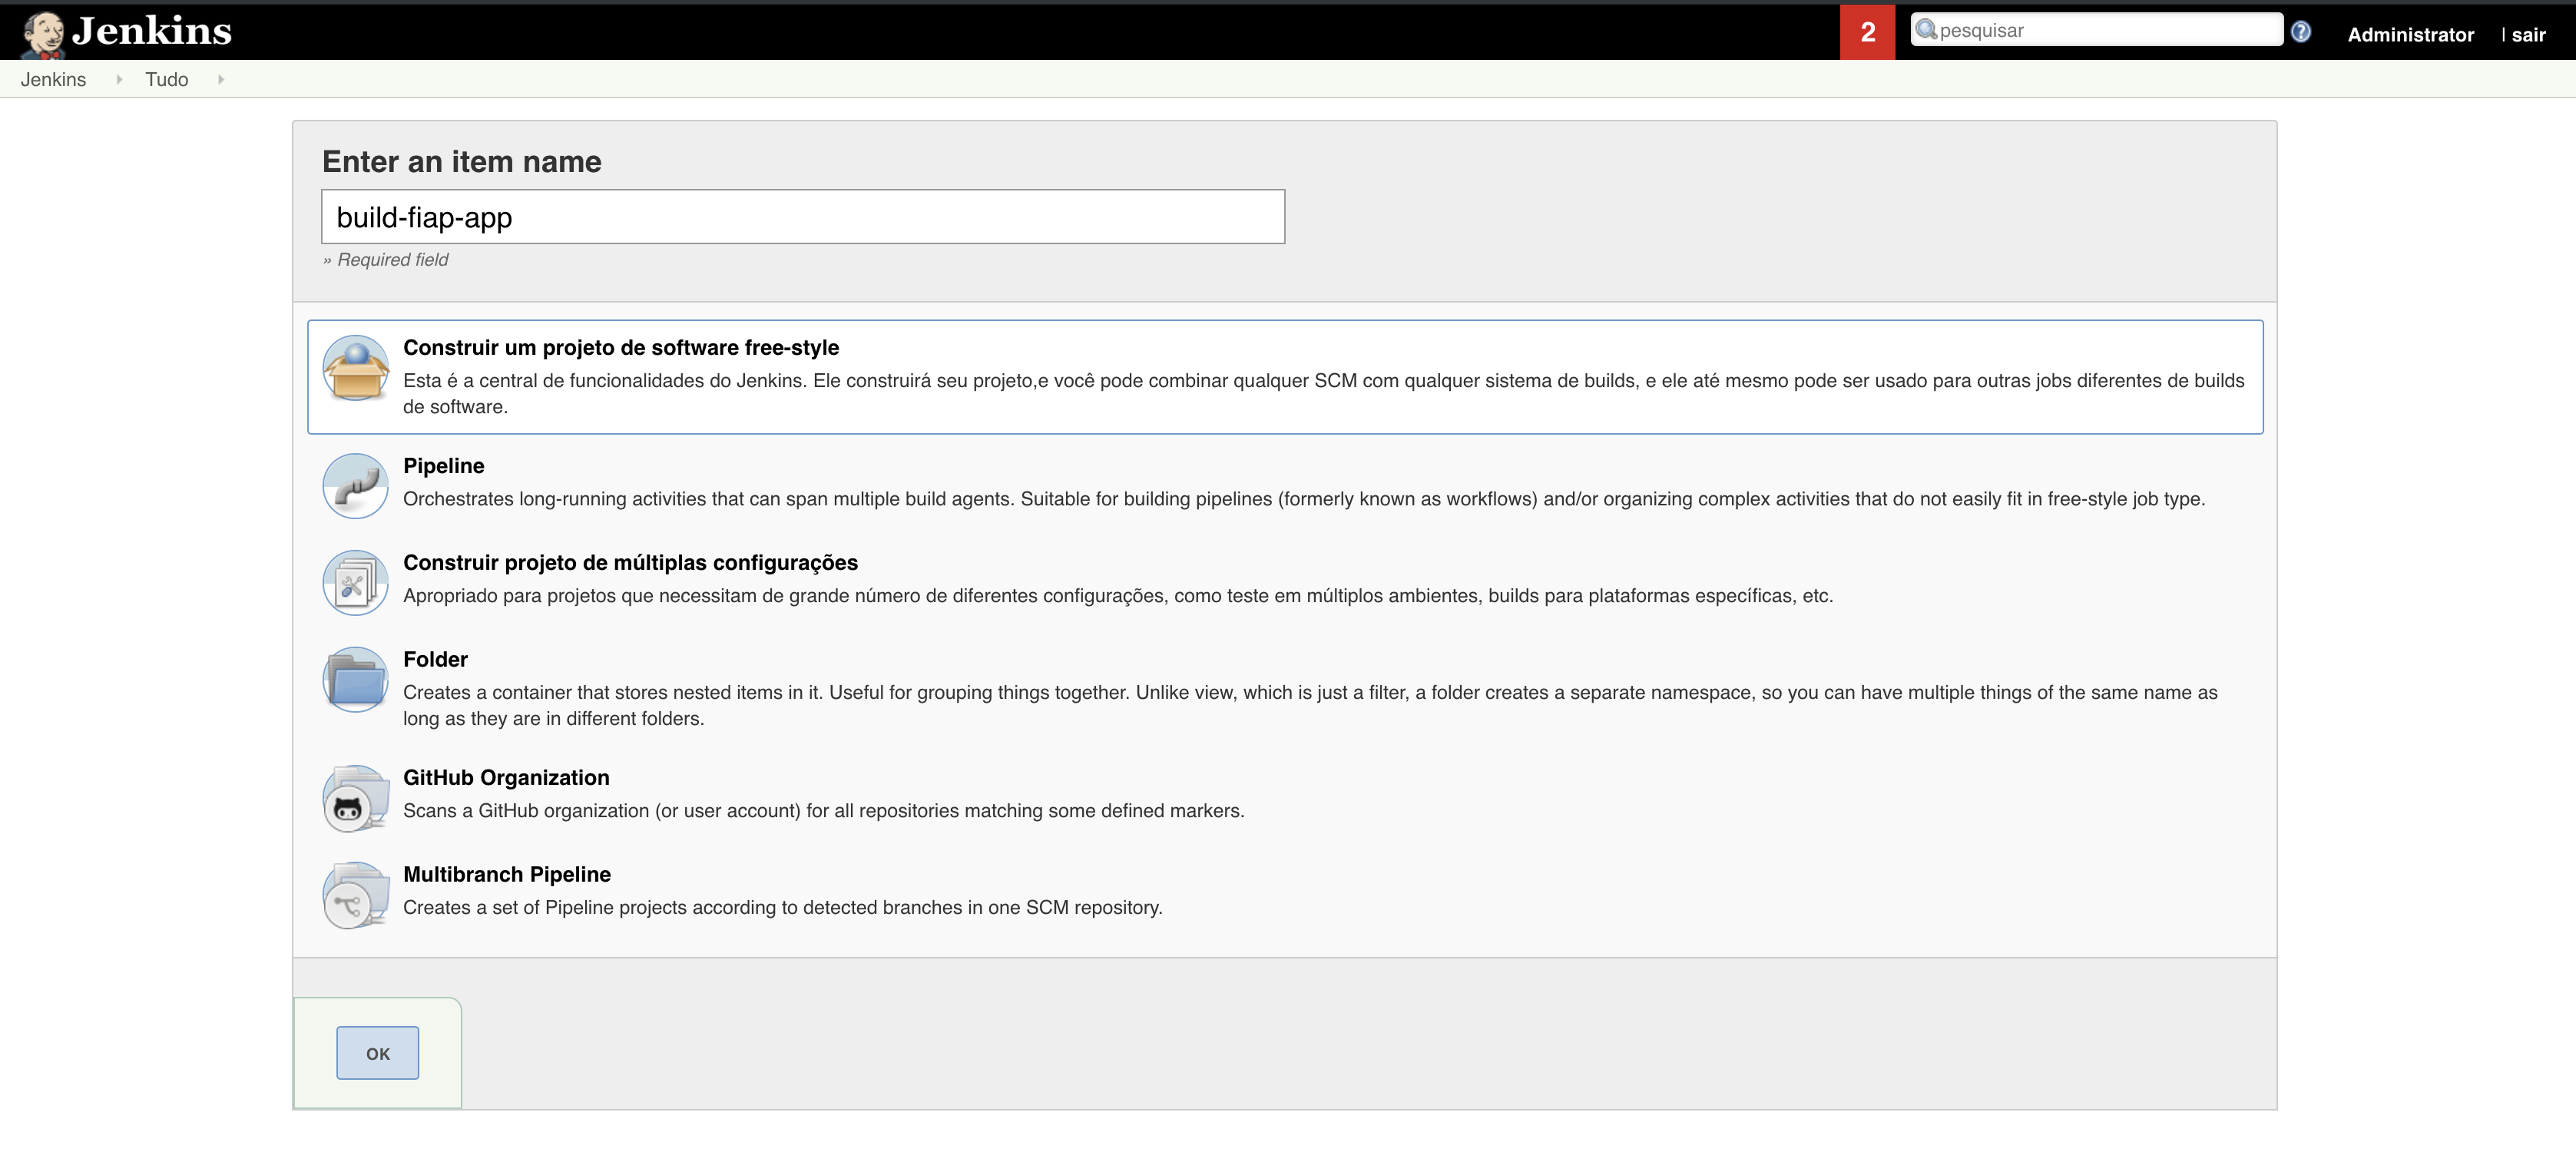 Jenkins
2
pesquisar
Administrator
| sair
Jenkins
Tudo
Enter an item name
build-fiap-app
» Required field
Construir um projeto de software free-style
Esta é a central de funcionalidades do Jenkins. Ele construirá seu projeto,e você pode combinar qualquer SCM com qualquer sistema de builds, e ele até mesmo pode ser usado para outras jobs diferentes de builds
de software.
Pipeline
Orchestrates long-running activities that can span multiple build agents. Suitable for building pipelines (formerly known as workflows) and/or organizing complex activities that do not easily fit in free-style job type.
Construir projeto de múltiplas configurações
Apropriado para projetos que necessitam de grande número de diferentes configurações, como teste em múltiplos ambientes, builds para plataformas específicas, etc.
Folder
Creates a container that stores nested items in it. Useful for grouping things together. Unlike view, which is just a filter, a folder creates a separate namespace, so you can have multiple things of the same name as
long as they are in different folders.
GitHub Organization
Scans a GitHub organization (or user account) for all repositories matching some defined markers.
Multibranch Pipeline
Creates a set of Pipeline projects according to detected branches in one SCM repository.
OK